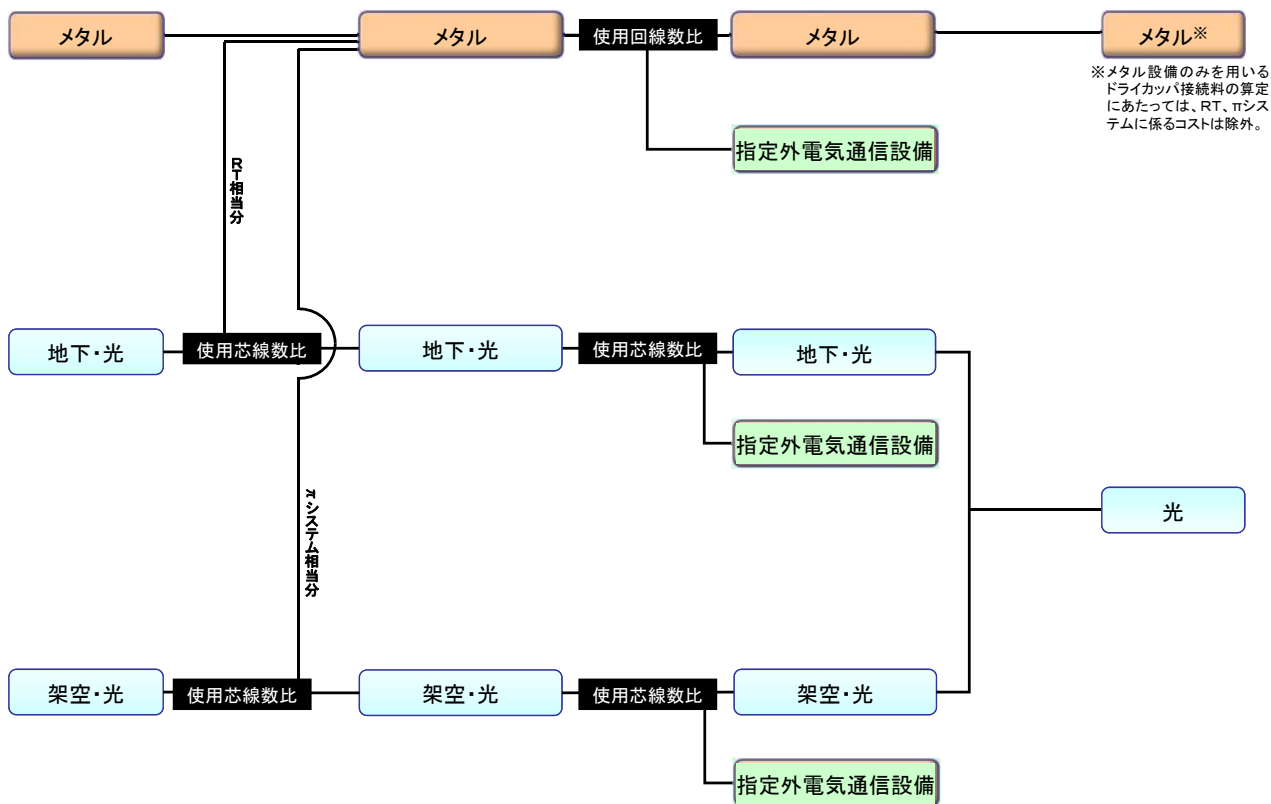 メタル
メタル
使用回線数比
メタル
メタル※
※メタル設備のみを用いる
ドライカッパ接続料の算定
にあたっては、RT、πシス
テムに係るコストは除外。
指定外電気通信設備
RT相当分
地下・光
使用芯線数比
地下・光
使用芯線数比
地下・光
指定外電気通信設備
πシステム相当分
光
架空・光
使用芯線数比
架空・光
使用芯線数比
架空・光
指定外電気通信設備